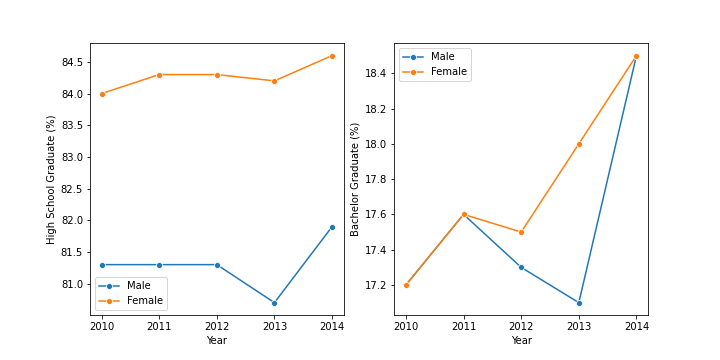 High School Graduate (%)
84.5
84.0
83.5
83.0
82.5
82.0
81.5
81.0
Male
Female
2010 2011 2012 2013 2014
Year
Bachelor Graduate (%)
18.4
18.2
18.0
17.8
17.6
17.4
17.2
Male
Female
2010 2011 2012 2013 2014
Year